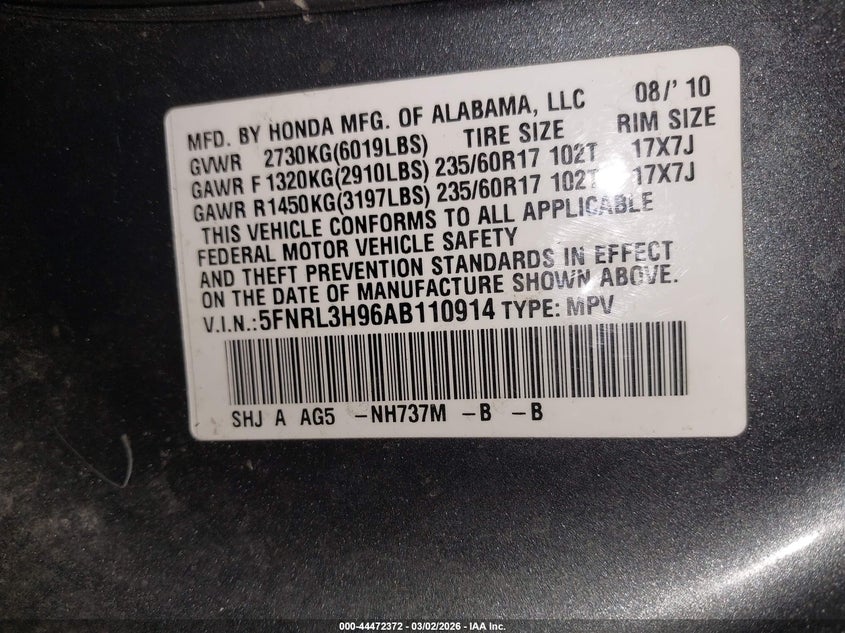 MFD. BY HONDA MFG. OF ALABAMA, LLC 08/' 10
GVWR 2730KG(6019LBS) TIRE SIZE RIM SIZE
GAWR F 1320KG(2910LBS) 235/60R17 102T 17X7J
GAWR R1450KG(3197LBS) 235/60R17 102T 17X7J
THIS VEHICLE CONFORMS TO ALL APPLICABLE
FEDERAL MOTOR VEHICLE SAFETY
AND THEFT PREVENTION STANDARDS IN EFFECT
ON THE DATE OF MANUFACTURE SHOWN ABOVE.
V.I.N.:5FNRL3H96AB110914 TYPE: MPV
SHJ A AG5 -NH737M -B -B
000-44472372 - 03/02/2026 - IAA Inc.